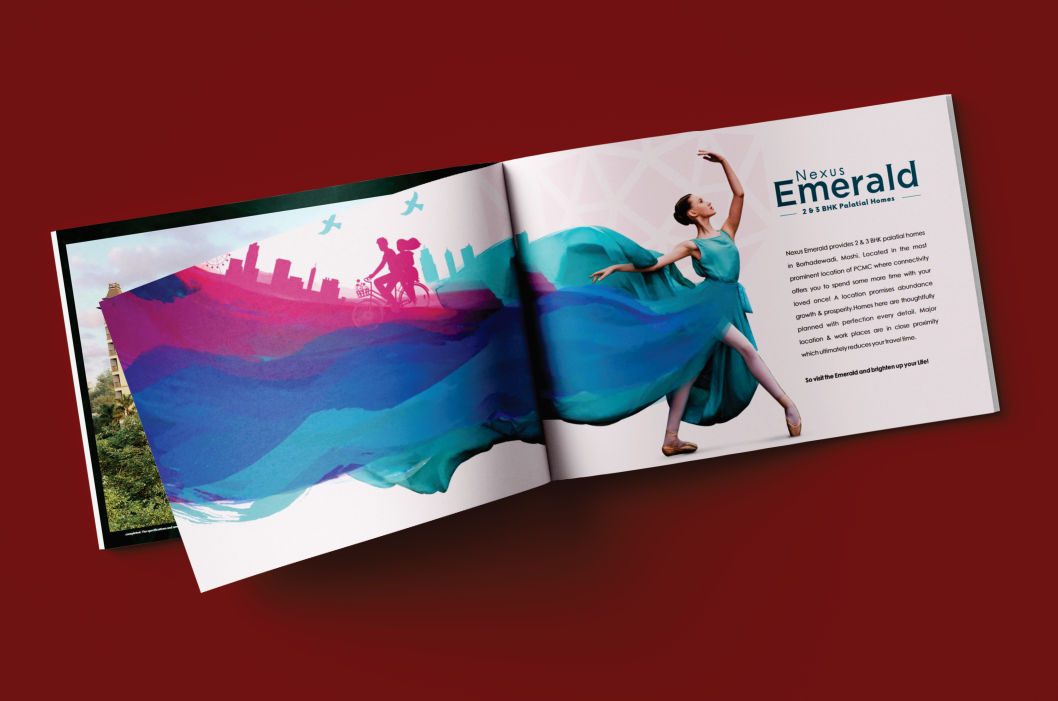 Nexus
Emerald
2 & 3 BHK Palatial Homes
Nexus Emerald provides 2 & 3 BHK palatial homes
in Borhadewadi, Moshi. Located in the most
prominent location of PCMC where connectivity
offers you to spend some more time with your
loved once! A location promises abundance
growth & prosperity.Homes here are thoughtfully
planned with perfection every detail. Major
location & work places are in close proximity
which ultimately reduces your travel time.
So visit the Emerald and brighten up your Life!